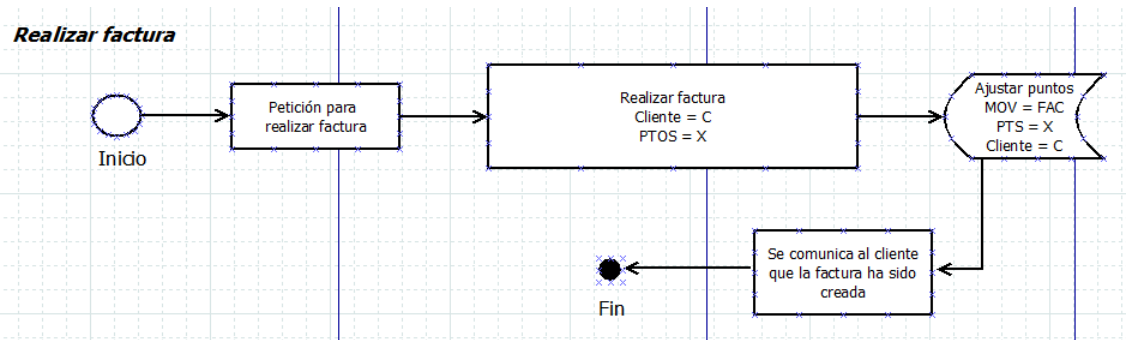 Realizar factura
Inicio
Petición para
realizar factura
Realizar factura
Cliente = C
PTOS = X
Ajustar puntos
MOV = FAC
PTS = X
Cliente = C
Se comunica al cliente
que la factura ha sido
creada
Fin